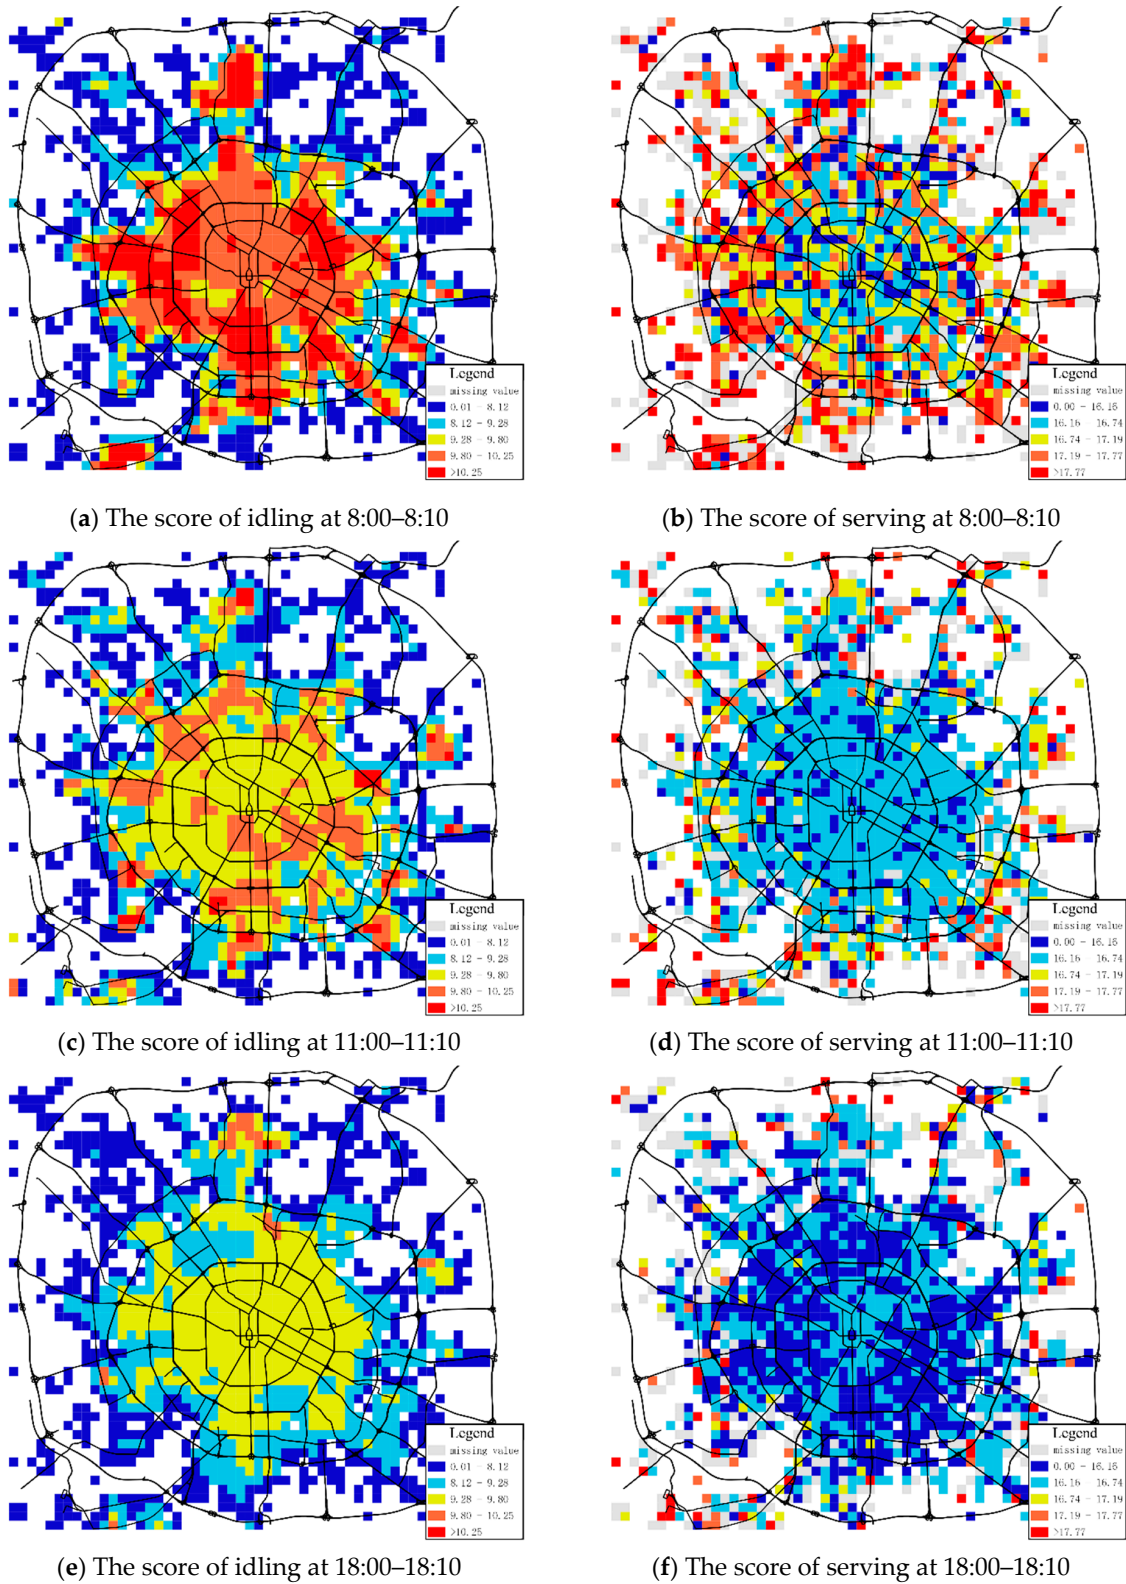 Legend
missing value
0.01 - 8.12
8.12 - 9.28
9.28 - 9.80
9.80 - 10.25
>10.25
Legend
missing value
0.00 - 16.16
16.16 - 16.74
16.74 - 17.19
17.19 - 17.77
>17.77
(a) The score of idling at 8:00–8:10
(b) The score of serving at 8:00–8:10
Legend
missing value
0.01 - 8.12
8.12 - 9.28
9.28 - 9.80
9.80 - 10.25
>10.25
Legend
missing value
0.00 - 16.16
16.16 - 16.74
16.74 - 17.19
17.19 - 17.77
>17.77
(c) The score of idling at 11:00–11:10
(d) The score of serving at 11:00–11:10
Legend
missing value
0.01 - 8.12
8.12 - 9.28
9.28 - 9.80
9.80 - 10.25
>10.25
Legend
missing value
0.00 - 16.16
16.16 - 16.74
16.74 - 17.19
17.19 - 17.77
>17.77
(e) The score of idling at 18:00–18:10
(f) The score of serving at 18:00–18:10